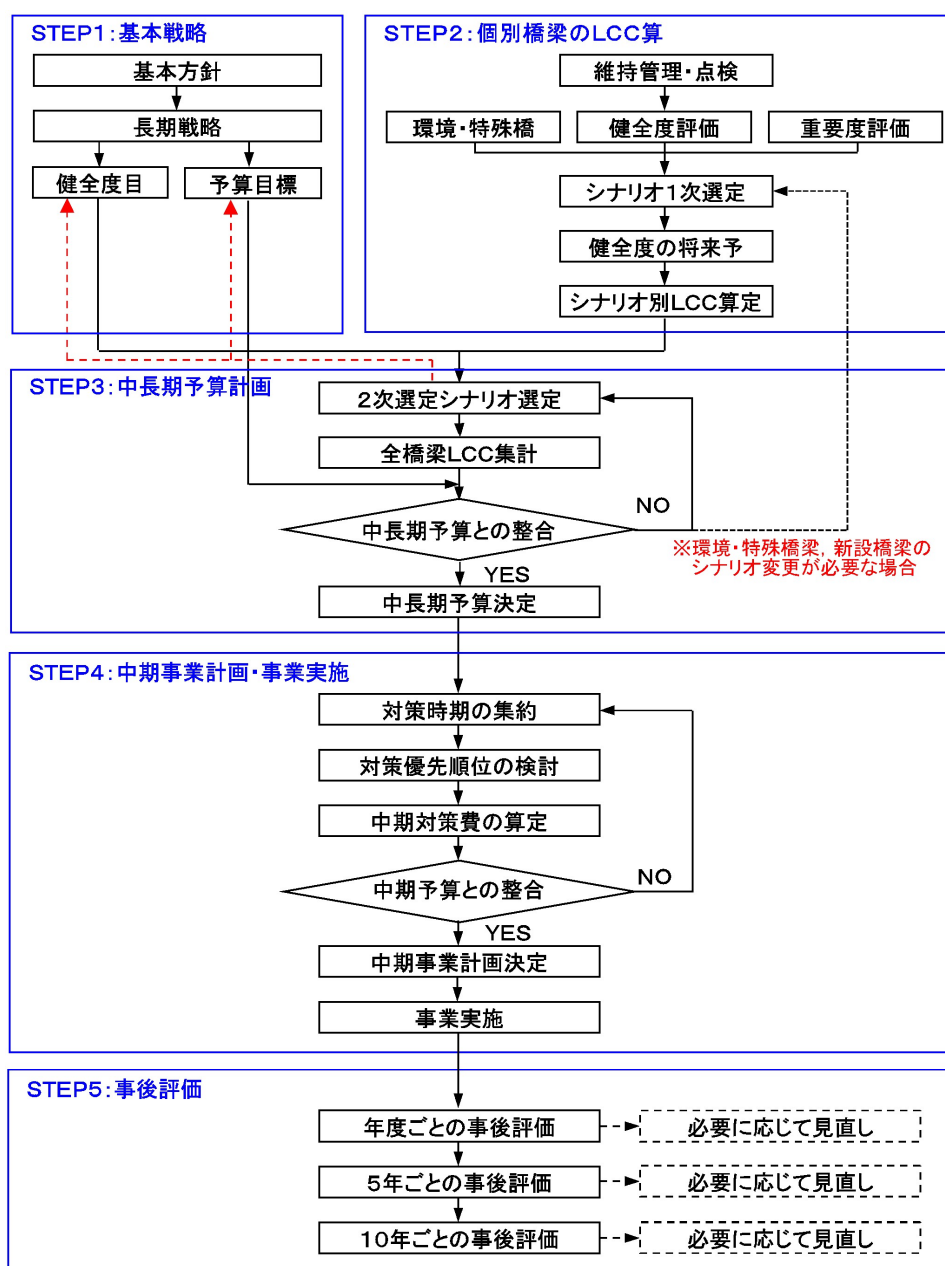 STEP1：基本戦略
基本方針
長期戦略
健全度目
予算目標
STEP2：個別橋梁のLCC算
維持管理・点検
環境・特殊橋
健全度評価
重要度評価
シナリオ1次選定
健全度の将来予
シナリオ別LCC算定
STEP3：中長期予算計画
2次選定シナリオ選定
全橋梁LCC集計
中長期予算との整合
NO
※環境・特殊橋梁，新設橋梁の
シナリオ変更が必要な場合
YES
中長期予算決定
STEP4：中期事業計画・事業実施
対策時期の集約
対策優先順位の検討
中期対策費の算定
中期予算との整合
NO
YES
中期事業計画決定
事業実施
STEP5：事後評価
年度ごとの事後評価
必要に応じて見直し
5年ごとの事後評価
必要に応じて見直し
10年ごとの事後評価
必要に応じて見直し